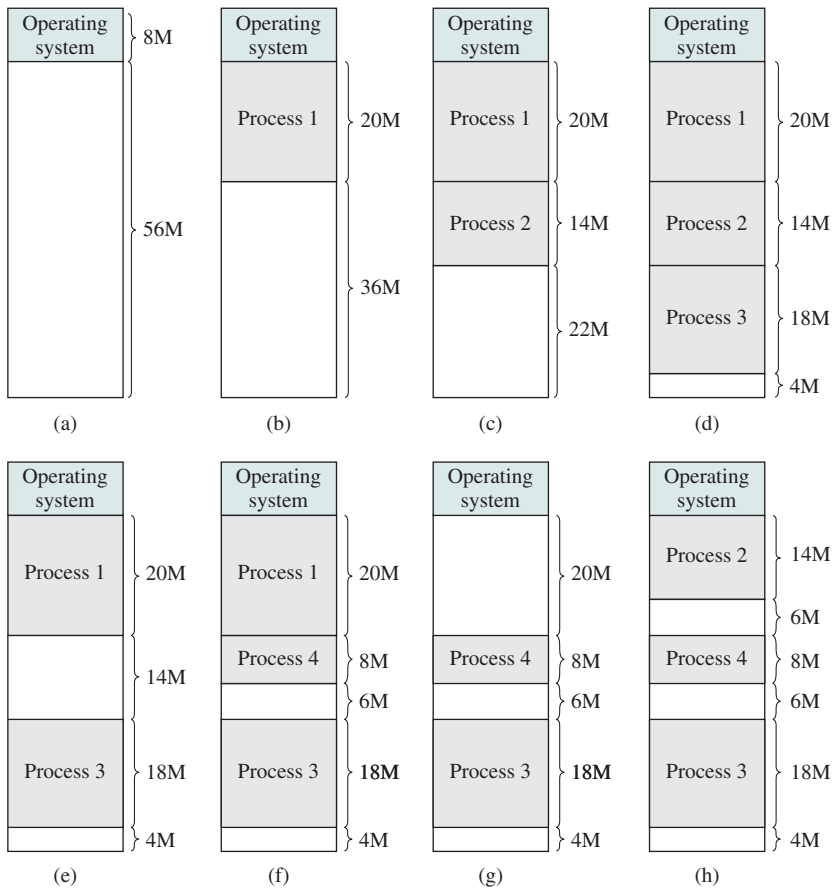 Operating
system
8M
56M
(a)
Operating
system
Process 1
20M
36M
(b)
Operating
system
Process 1
20M
Process 2
14M
22M
(c)
Operating
system
Process 1
20M
Process 2
14M
Process 3
18M
4M
(d)
Operating
system
Process 1
20M
14M
Process 3
18M
4M
(e)
Operating
system
Process 1
20M
Process 4
8M
6M
Process 3
18M
4M
(f)
Operating
system
20M
Process 4
8M
6M
Process 3
18M
4M
(g)
Operating
system
Process 2
14M
6M
Process 4
8M
6M
Process 3
18M
4M
(h)